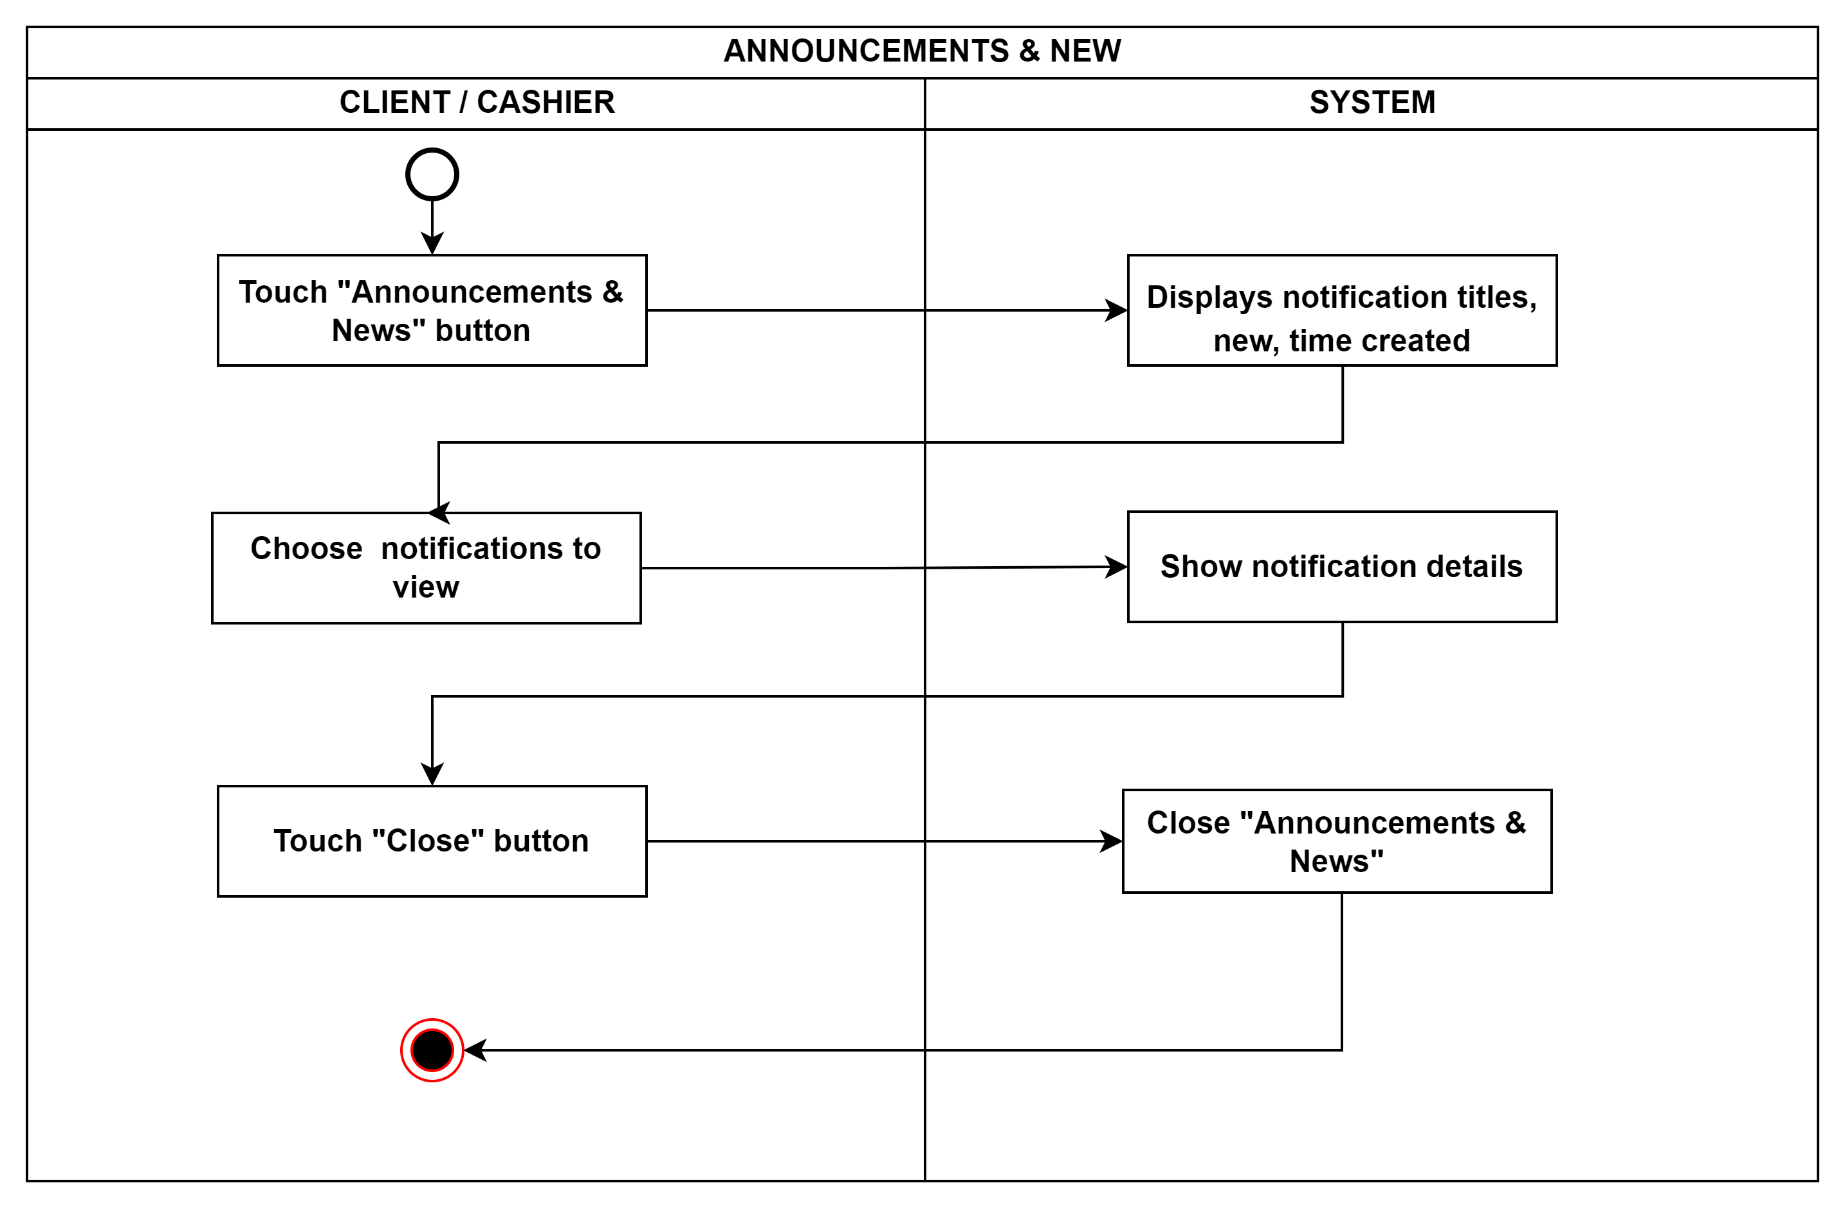 ANNOUNCEMENTS & NEW
CLIENT / CASHIER
SYSTEM
Touch "Announcements &
News" button
Displays notification titles,
new, time created
Choose  notifications to
view
Show notification details
Touch "Close" button
Close "Announcements &
News"